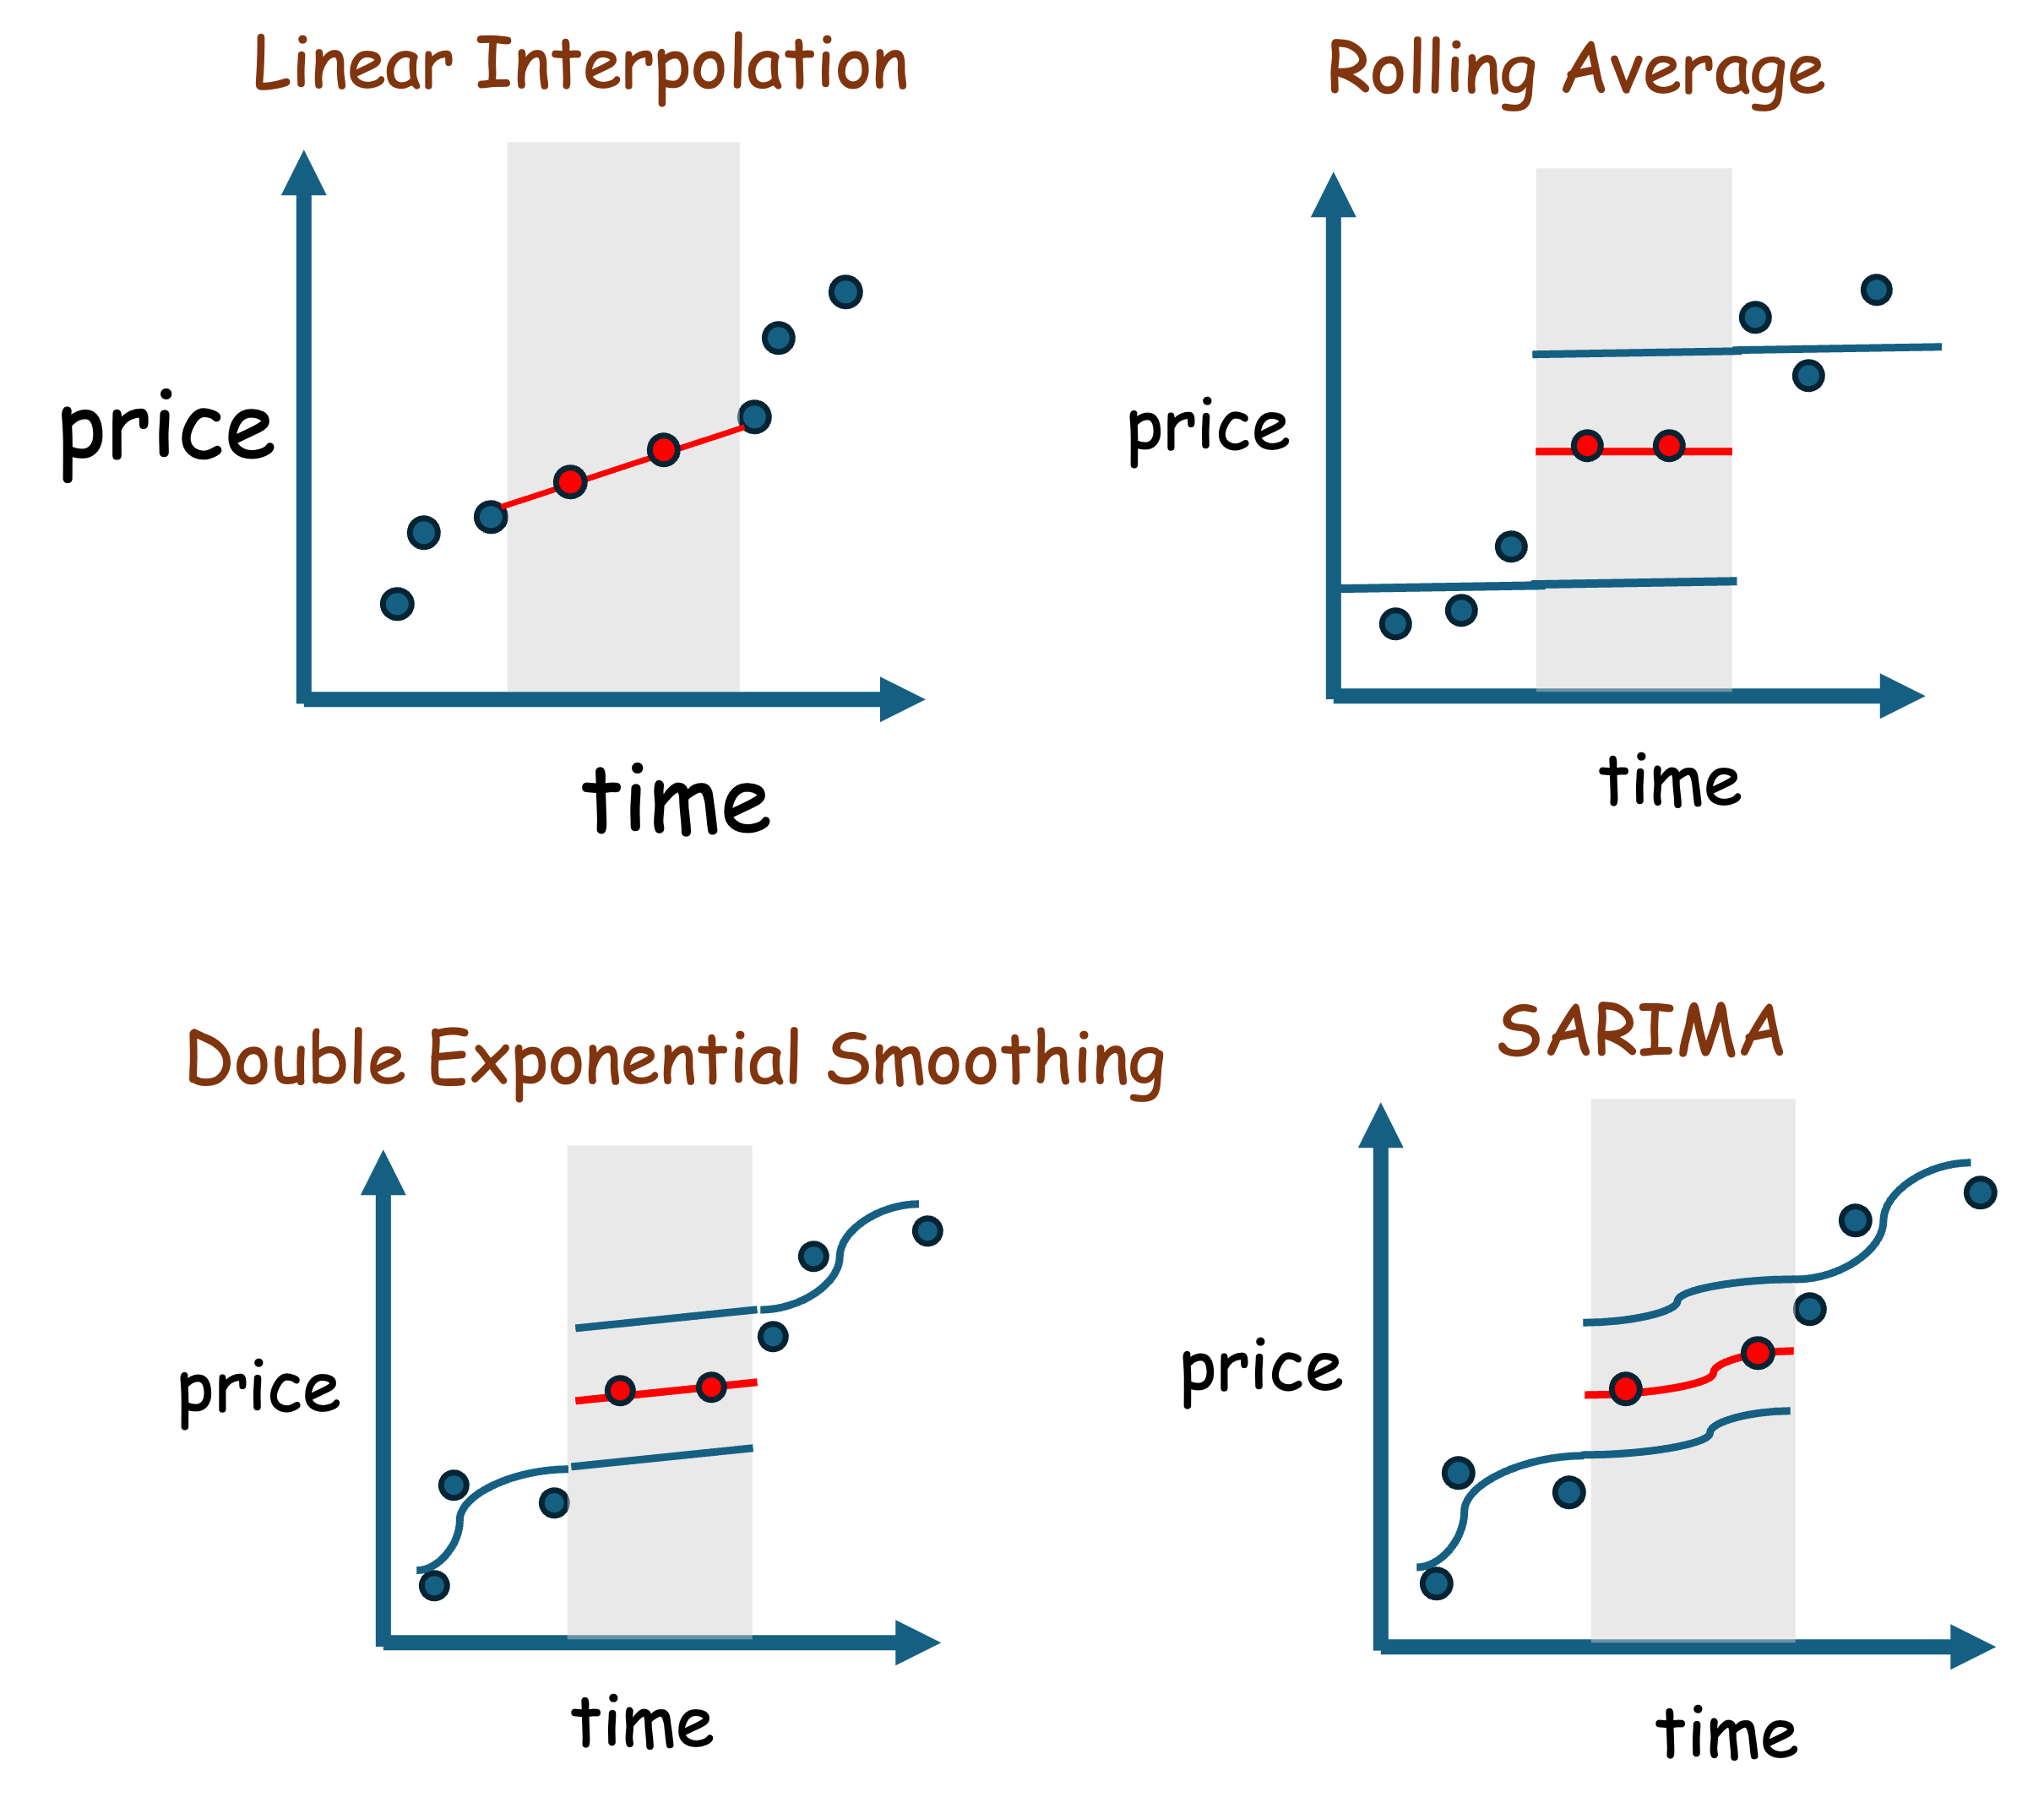 Linear Interpolation
Rolling Average
price
time
price
time
Double Exponential Smoothing
SARIMA
price
time
price
time